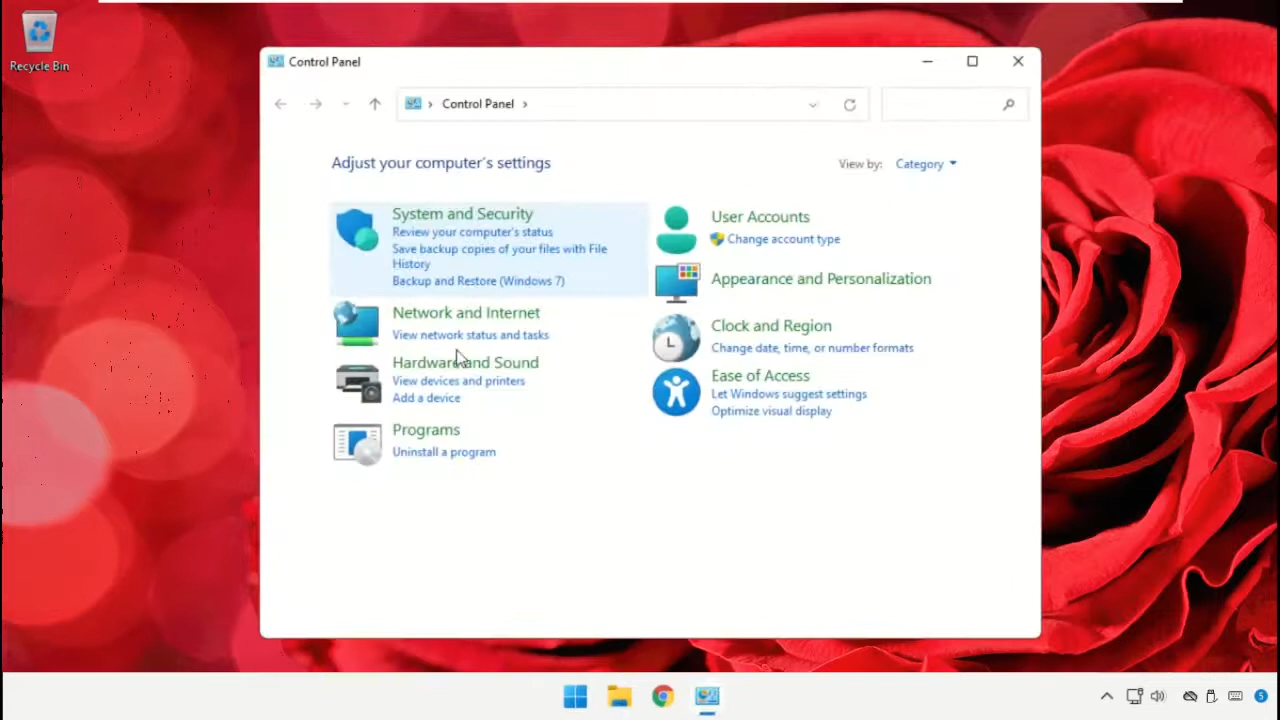 Recycle Bin
Control Panel
Control Panel
Adjust your computer's settings
View by: Category
System and Security
Review your computer's status
Save backup copies of your files with File
History
Backup and Restore (Windows 7)
Network and Internet
View network status and tasks
Hardware and Sound
View devices and printers
Add a device
Programs
Uninstall a program
User Accounts
Change account type
Appearance and Personalization
Clock and Region
Change date, time, or number formats
Ease of Access
Let Windows suggest settings
Optimize visual display
5